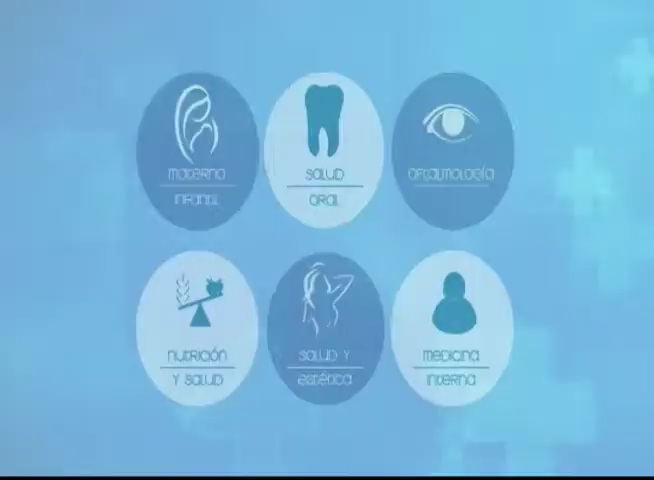 materno
infantil
salud
oral
oftalmología
nutrición
y salud
salud y
estética
medicina
interna